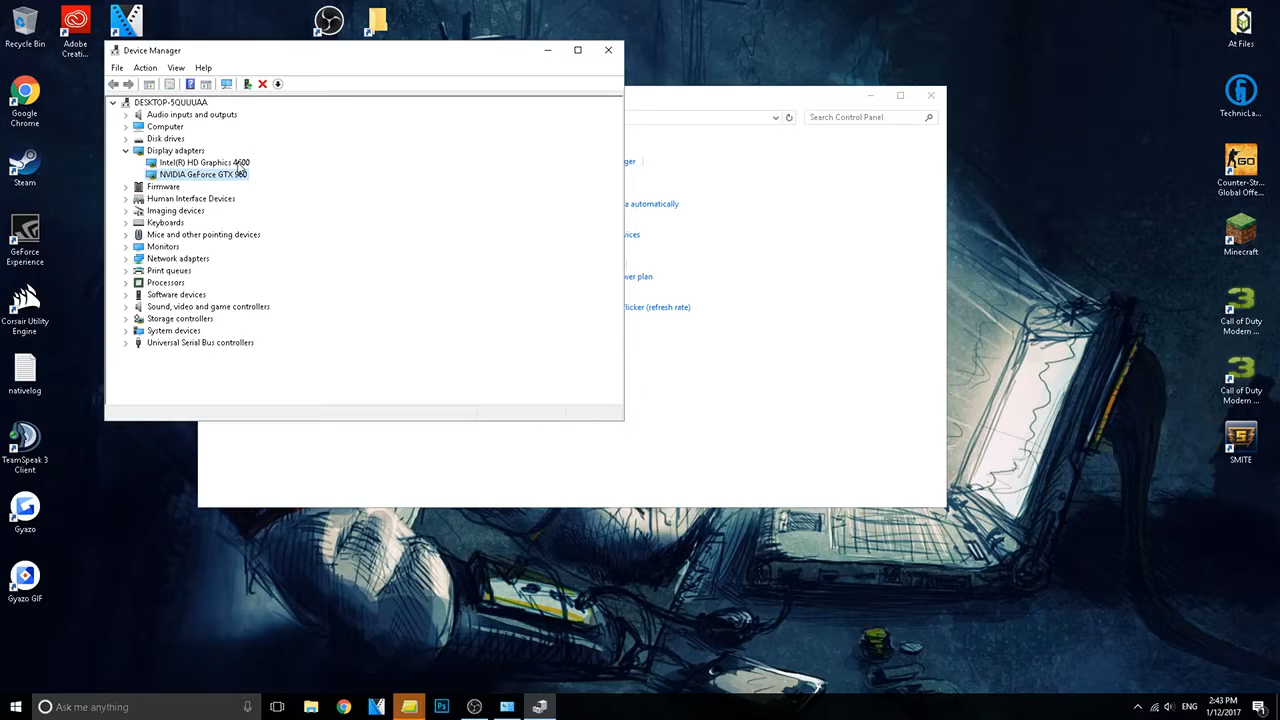 Recycle Bin
Adobe Creati...
At Files
Google Chrome
Steam
GeForce Experience
Corsair Utility Engine
nativelog
TeamSpeak 3 Client
Gyazo
Gyazo GIF
TechnicLa...
Counter-Str... Global Offe...
Minecraft
Call of Duty Modern ...
Call of Duty Modern ...
SMITE
Device Manager
File Action View Help
DESKTOP-5QUUUAA
Audio inputs and outputs
Computer
Disk drives
Display adapters
Intel(R) HD Graphics 4600
NVIDIA GeForce GTX 980
Firmware
Human Interface Devices
Imaging devices
Keyboards
Mice and other pointing devices
Monitors
Network adapters
Print queues
Processors
Software devices
Sound, video and game controllers
Storage controllers
System devices
Universal Serial Bus controllers
Search Control Panel
ger
a automatically
vices
wer plan
flicker (refresh rate)
Ask me anything
2:43 PM
1/12/2017